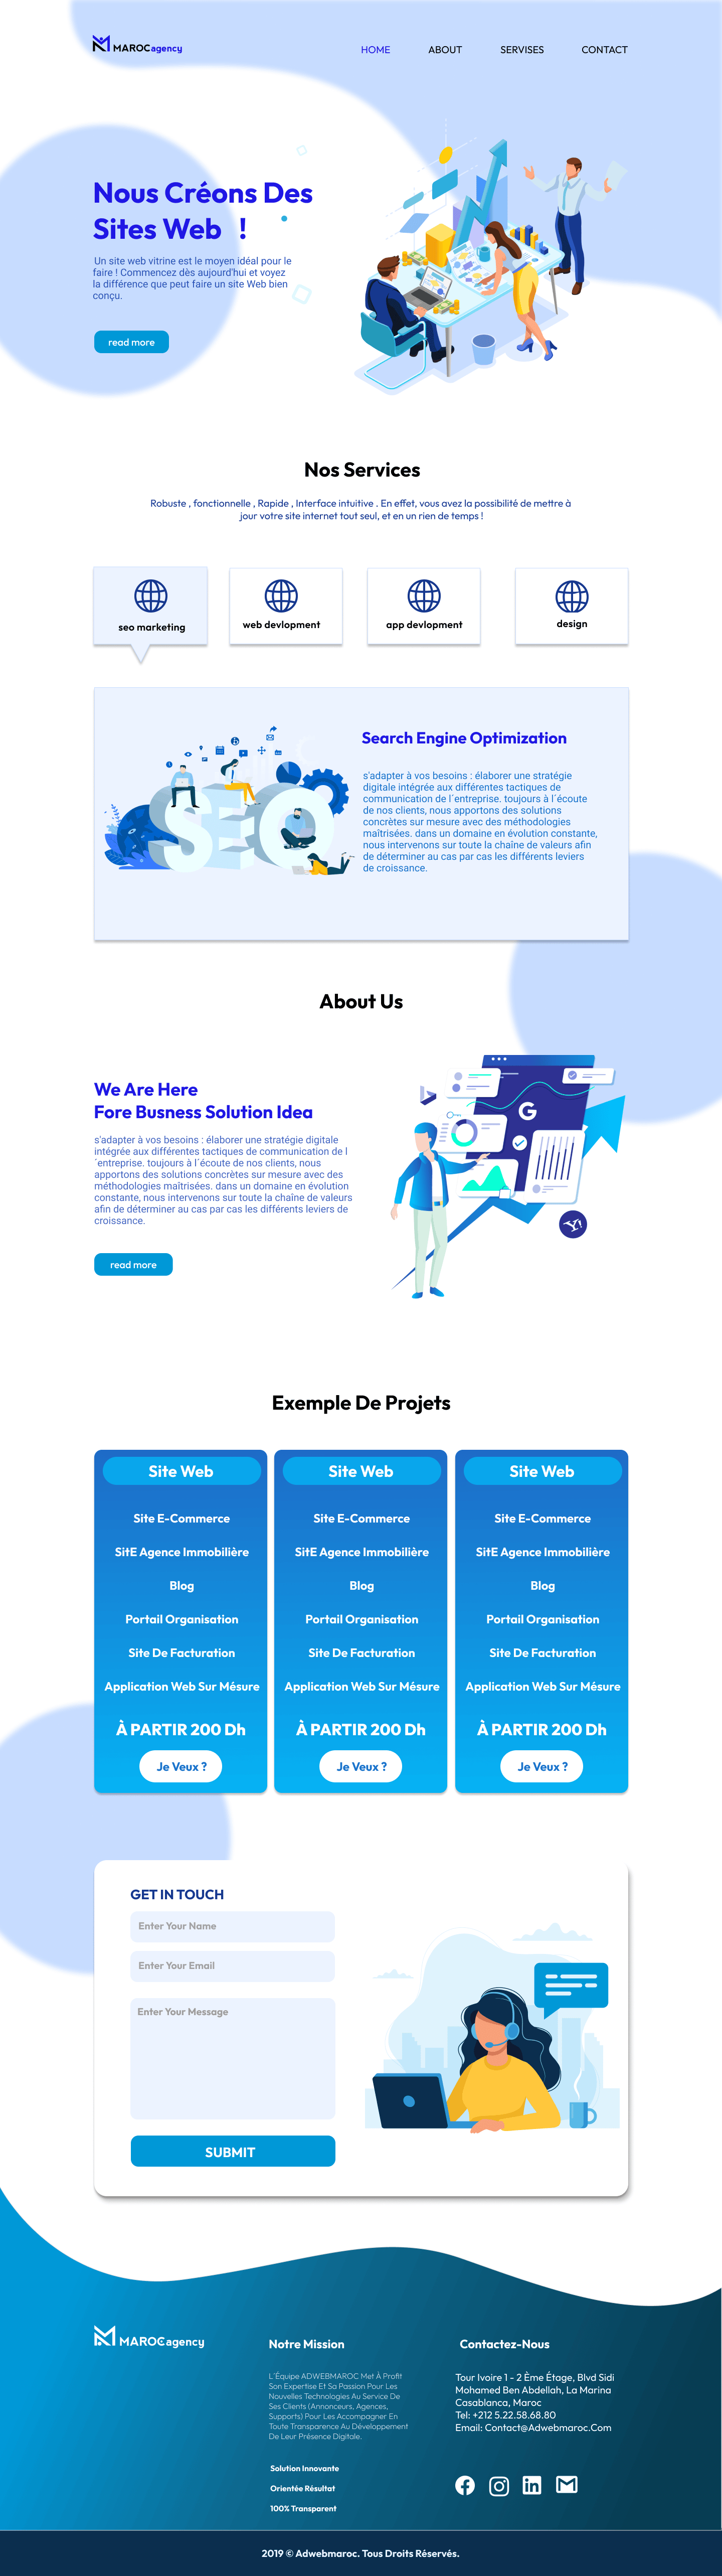 MAROCagency
HOME
ABOUT
SERVISES
CONTACT
Nous Créons Des
Sites Web !
Un site web vitrine est le moyen idéal pour le
faire ! Commencez dès aujourd'hui et voyez
la différence que peut faire un site Web bien
conçu.
read more
Nos Services
Robuste , fonctionnelle , Rapide , Interface intuitive . En effet, vous avez la possibilité de mettre à
jour votre site internet tout seul, et en un rien de temps !
seo marketing
web devlopment
app devlopment
design
SEO
Search Engine Optimization
s'adapter à vos besoins : élaborer une stratégie
digitale intégrée aux différentes tactiques de
communication de l´entreprise. toujours à l´écoute
de nos clients, nous apportons des solutions
concrètes sur mesure avec des méthodologies
maîtrisées. dans un domaine en évolution constante,
nous intervenons sur toute la chaîne de valeurs afin
de déterminer au cas par cas les différents leviers
de croissance.
About Us
We Are Here
Fore Busness Solution Idea
s'adapter à vos besoins : élaborer une stratégie digitale
intégrée aux différentes tactiques de communication de l
´entreprise. toujours à l´écoute de nos clients, nous
apportons des solutions concrètes sur mesure avec des
méthodologies maîtrisées. dans un domaine en évolution
constante, nous intervenons sur toute la chaîne de valeurs
afin de déterminer au cas par cas les différents leviers de
croissance.
read more
G
Exemple De Projets
Site Web
Site E-Commerce
SitE Agence Immobilière
Blog
Portail Organisation
Site De Facturation
Application Web Sur Mésure
À PARTIR 200 Dh
Je Veux ?
Site Web
Site E-Commerce
SitE Agence Immobilière
Blog
Portail Organisation
Site De Facturation
Application Web Sur Mésure
À PARTIR 200 Dh
Je Veux ?
Site Web
Site E-Commerce
SitE Agence Immobilière
Blog
Portail Organisation
Site De Facturation
Application Web Sur Mésure
À PARTIR 200 Dh
Je Veux ?
GET IN TOUCH
Enter Your Name
Enter Your Email
Enter Your Message
SUBMIT
MAROCagency
Notre Mission
L'Équipe ADWEBMAROC Met À Profit
Son Expertise Et Sa Passion Pour Les
Nouvelles Technologies Au Service De
Ses Clients (Annonceurs, Agences,
Supports) Pour Les Accompagner En
Toute Transparence Au Développement
De Leur Présence Digitale.
Solution Innovante
Orientée Résultat
100% Transparent
Contactez-Nous
Tour Ivoire 1 - 2 Ème Étage, Blvd Sidi
Mohamed Ben Abdellah, La Marina
Casablanca, Maroc
Tel: +212 5.22.58.68.80
Email: Contact@Adwebmaroc.Com
2019 © Adwebmaroc. Tous Droits Réservés.